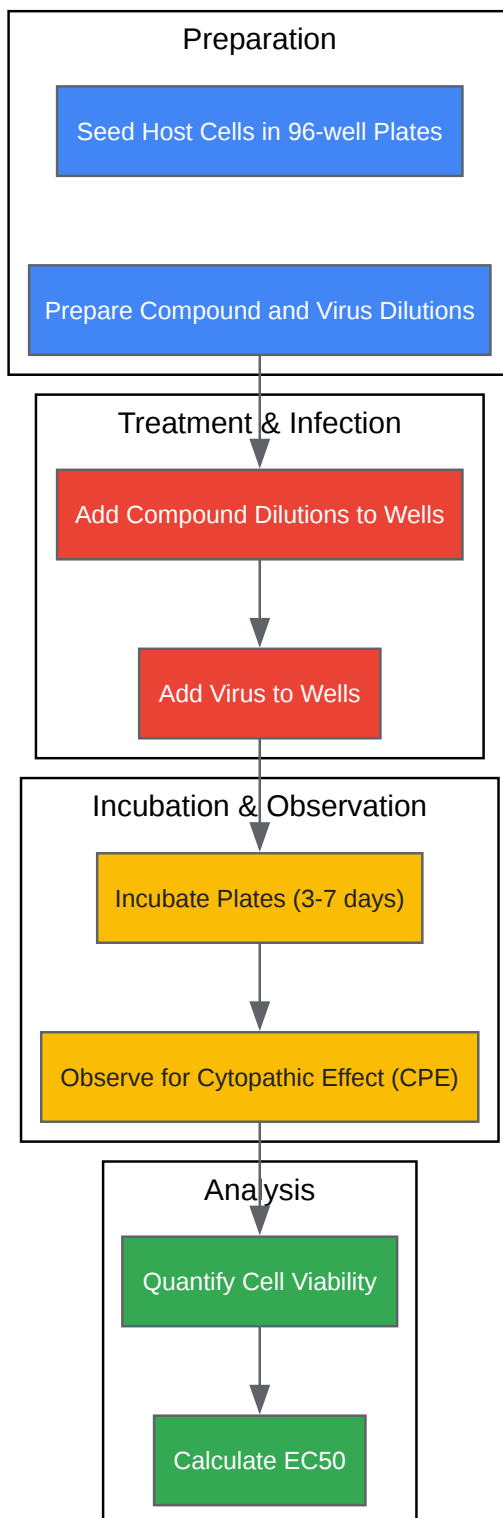 Preparation
Seed Host Cells in 96-well Plates
Prepare Compound and Virus Dilutions
Treatment & Infection
Add Compound Dilutions to Wells
Add Virus to Wells
Incubation & Observation
Incubate Plates (3-7 days)
Observe for Cytopathic Effect (CPE)
Analysis
Quantify Cell Viability
Calculate EC50